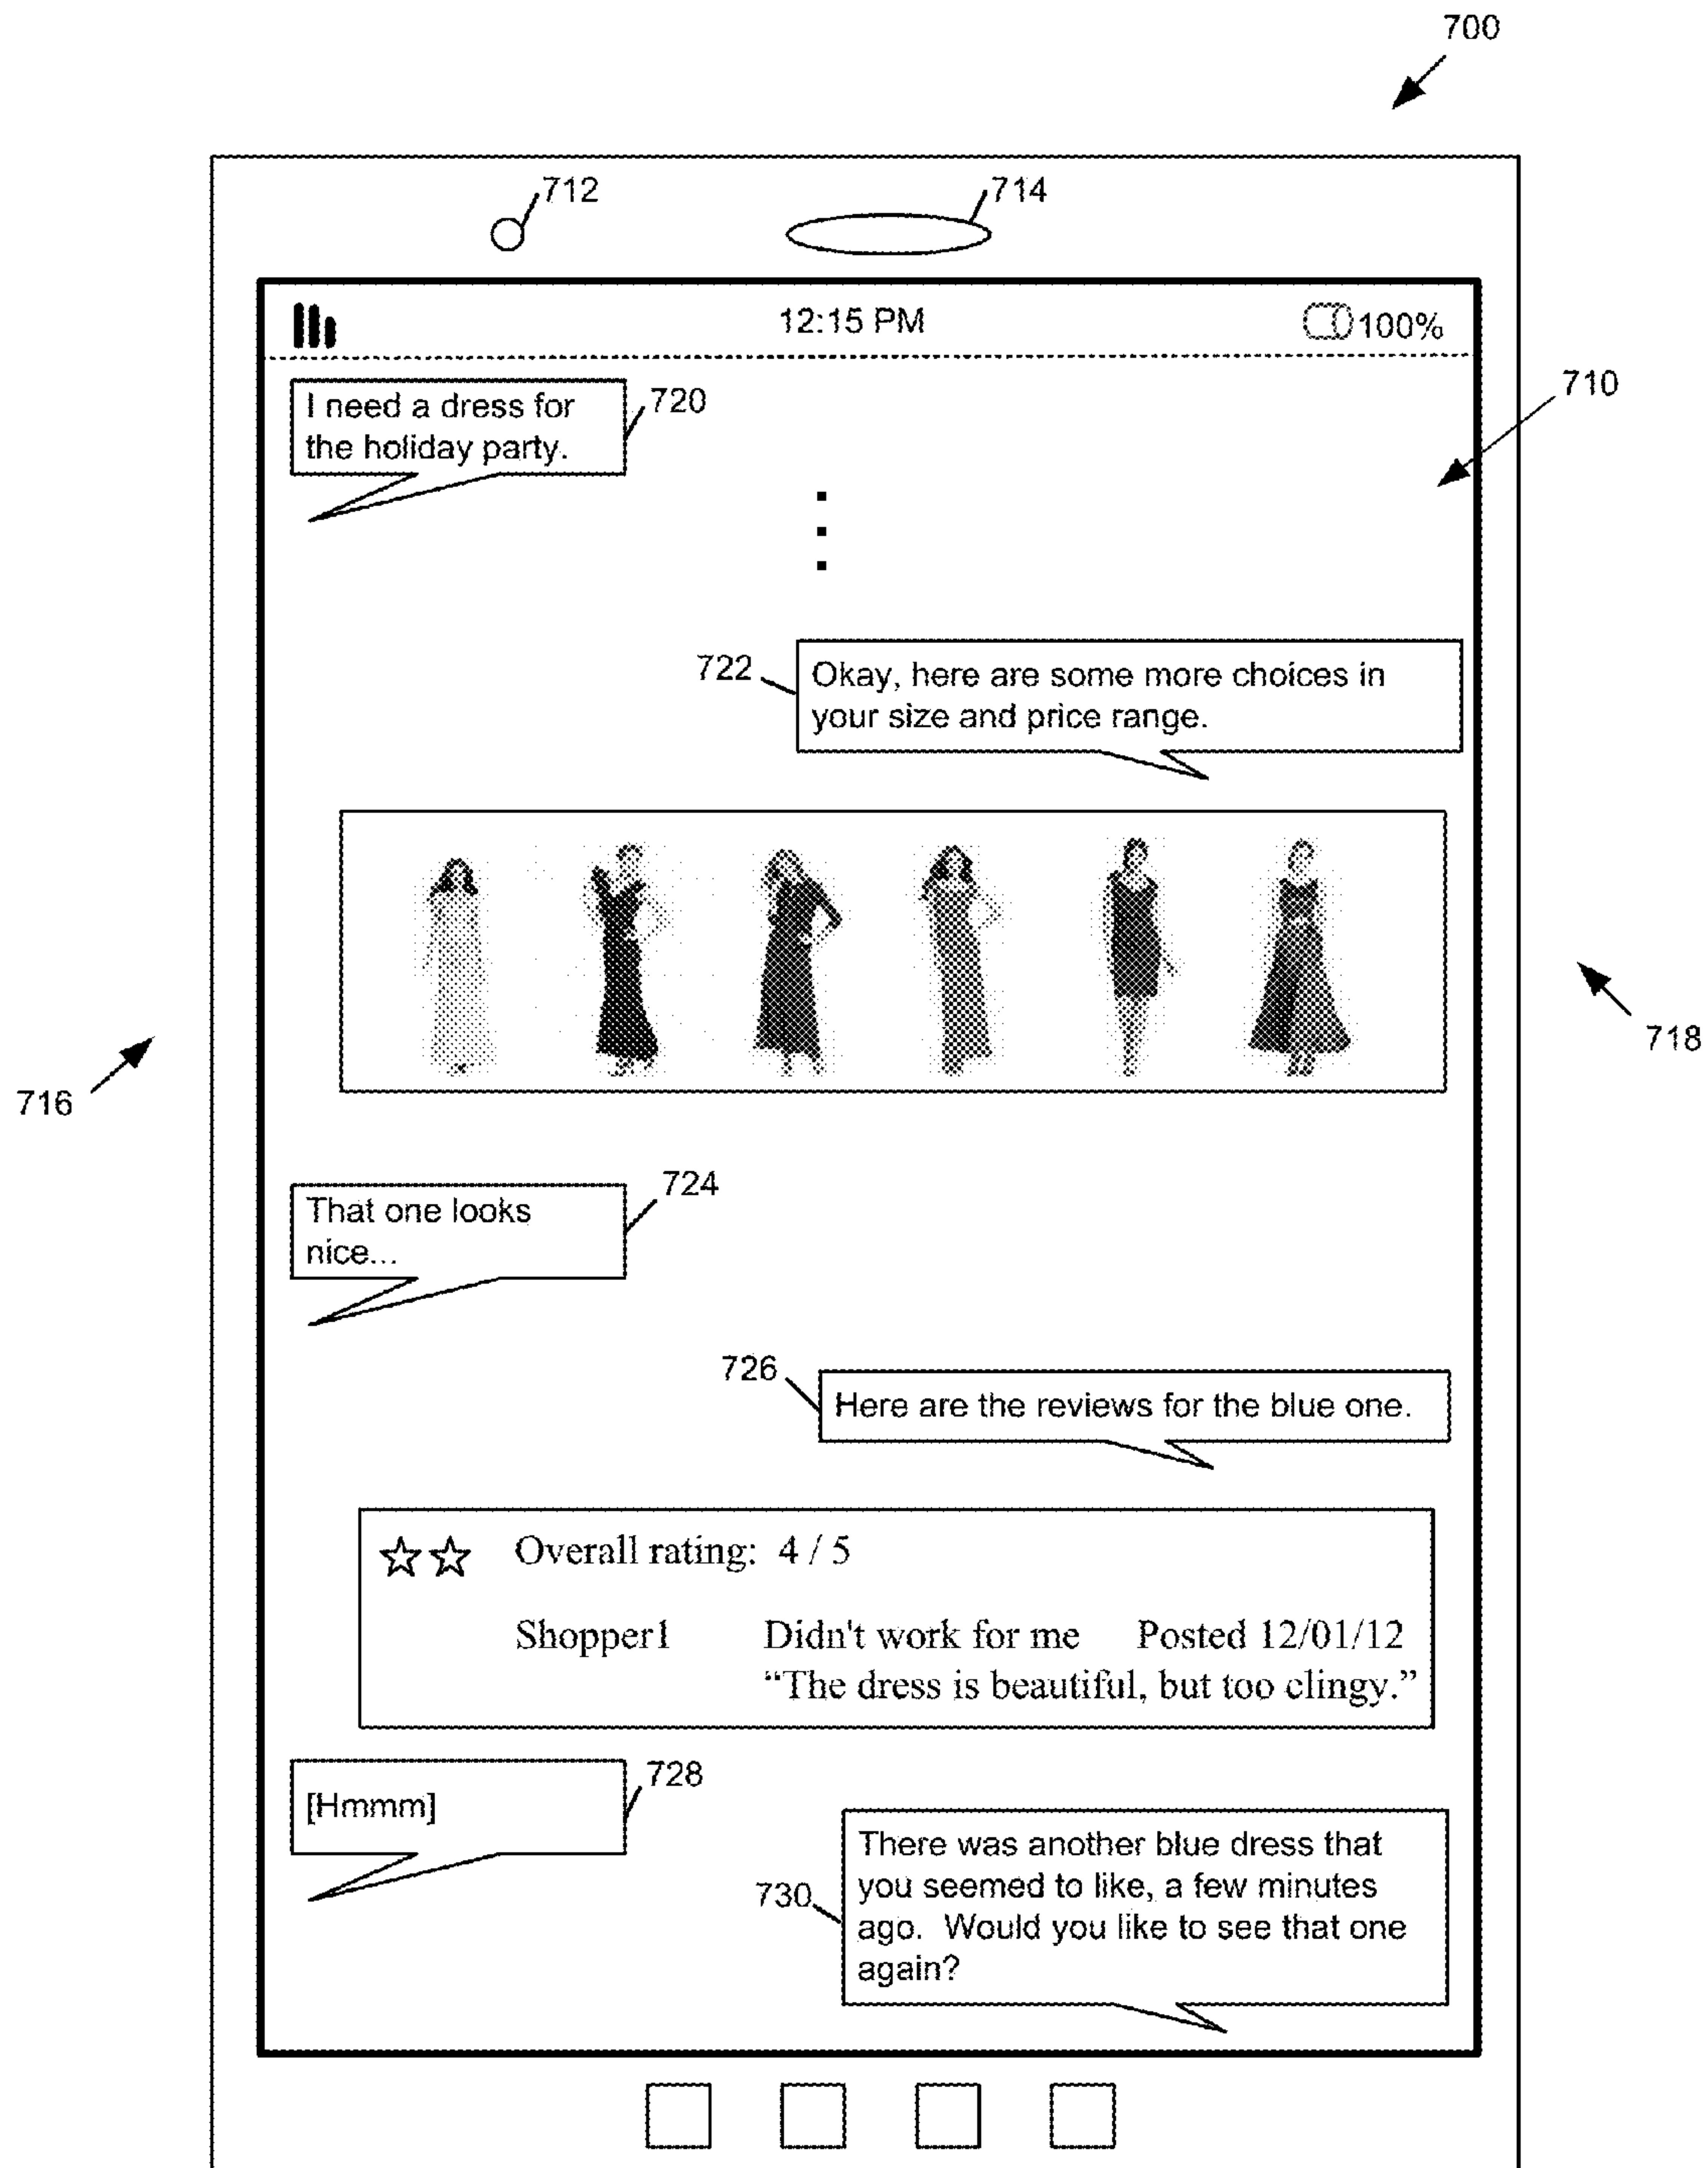 700
712
714
12:15 PM
100%
710
I need a dress for
the holiday party.
720
722
Okay, here are some more choices in
your size and price range.
718
716
724
That one looks
nice...
726
Here are the reviews for the blue one.
Overall rating: 4 / 5
Shopper1 Didn't work for me Posted 12/01/12
“The dress is beautiful, but too clingy.”
728
[Hmmm]
730
There was another blue dress that
you seemed to like, a few minutes
ago. Would you like to see that one
again?